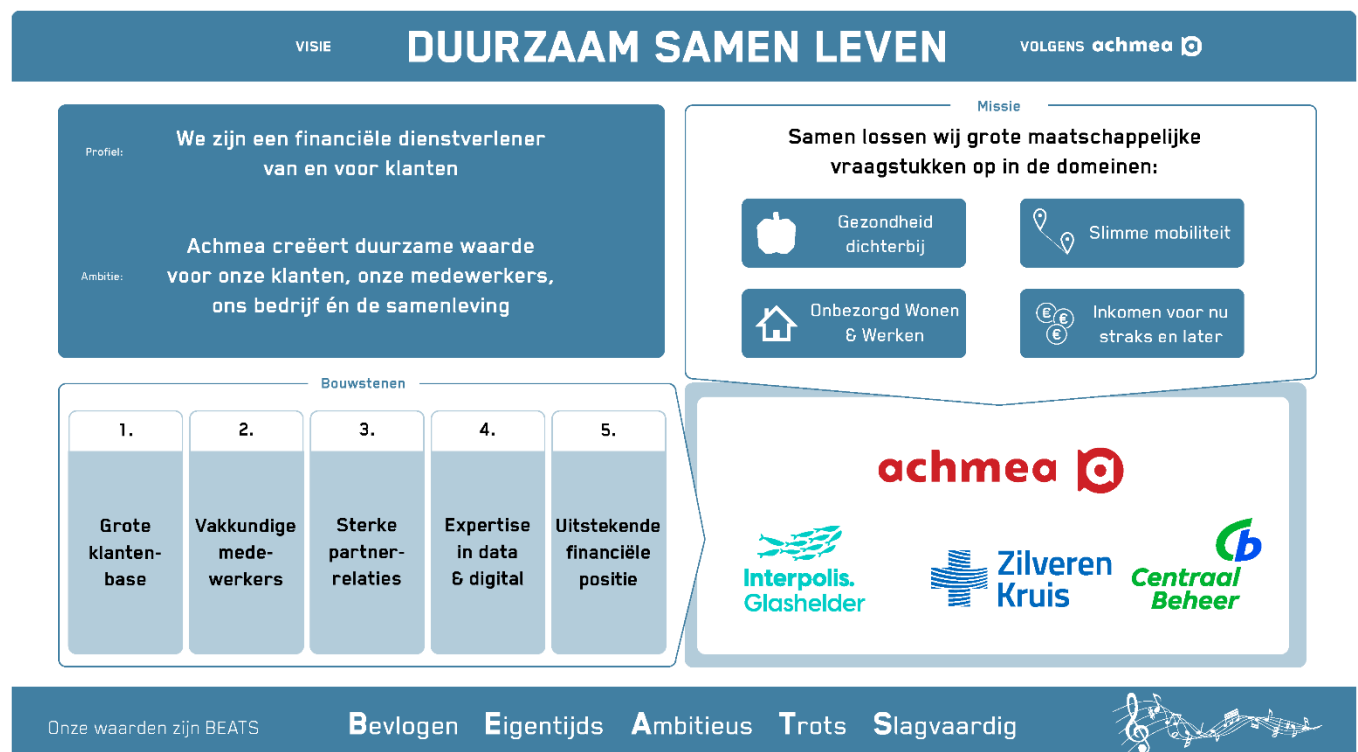 VISIE
DUURZAAM SAMEN LEVEN
VOLGENS achmea
Profiel:
We zijn een financiële dienstverlener
van en voor klanten
Ambitie:
Achmea creëert duurzame waarde
voor onze klanten, onze medewerkers,
ons bedrijf én de samenleving
Missie
Samen lossen wij grote maatschappelijke
vraagstukken op in de domeinen:
Gezondheid
dichterbij
Slimme mobiliteit
Onbezorgd Wonen
& Werken
€ € €
Inkomen voor nu
straks en later
Bouwstenen
1.
Grote
klanten-
base
2.
Vakkundige
mede-
werkers
3.
Sterke
partner-
relaties
4.
Expertise
in data
& digital
5.
Uitstekende
financiële
positie
achmea
Interpolis.
Glashelder
Zilveren
Kruis
Cb
Centraal
Beheer
Onze waarden zijn BEATS
Bevlogen Eigentijds Ambitieus Trots Slagvaardig